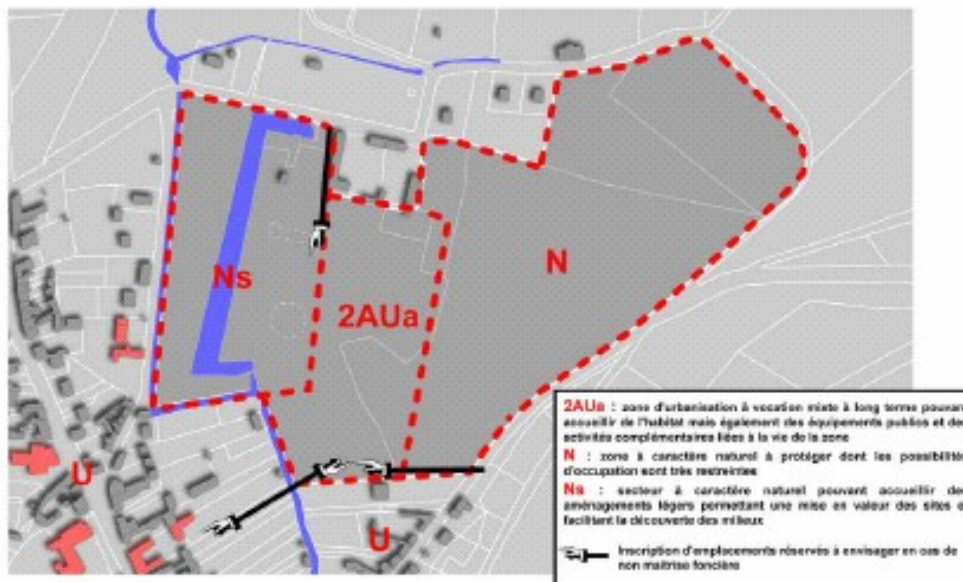 Ns
2AUa
N
U
U
2AUa : zone d'urbanisation à vocation mixte à long terme pouvan
accueillir de l'habitat mais également des équipements publics et de
activités complémentaires liées à la vie de la zone
N : zone à caractère naturel à protéger dont les possibilité
d'occupation sont très restreintes
Ns : secteur à caractère naturel pouvant accueillir de
aménagements légers permettant une mise en valeur des sites e
facilitant la découverte des milieux
Inscription d'emplacements réservés à envisager en cas de
non maîtrise foncière